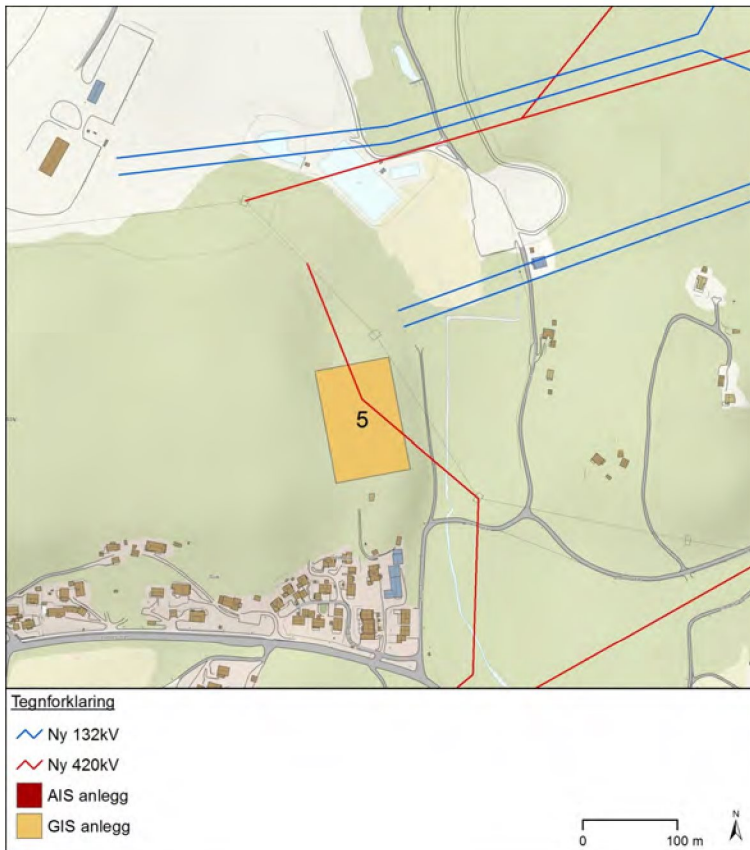 5
Tegnforklaring
Ny 132kV
Ny 420kV
AIS anlegg
GIS anlegg
N
0 100 m